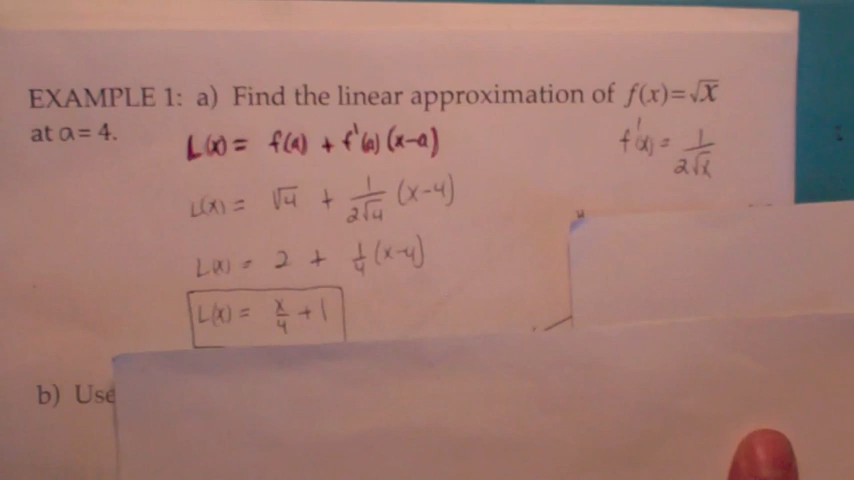 EXAMPLE 1: a) Find the linear approximation of f(x)=√x
at a=4.
L(x) = f(a) + f'(a) (x-a)
f'(x) = 1/(2√x)
L(x) = √4 + 1/(2√4) (x-4)
L(x) = 2 + 1/4 (x-4)
L(x) = x/4 + 1
b) Use